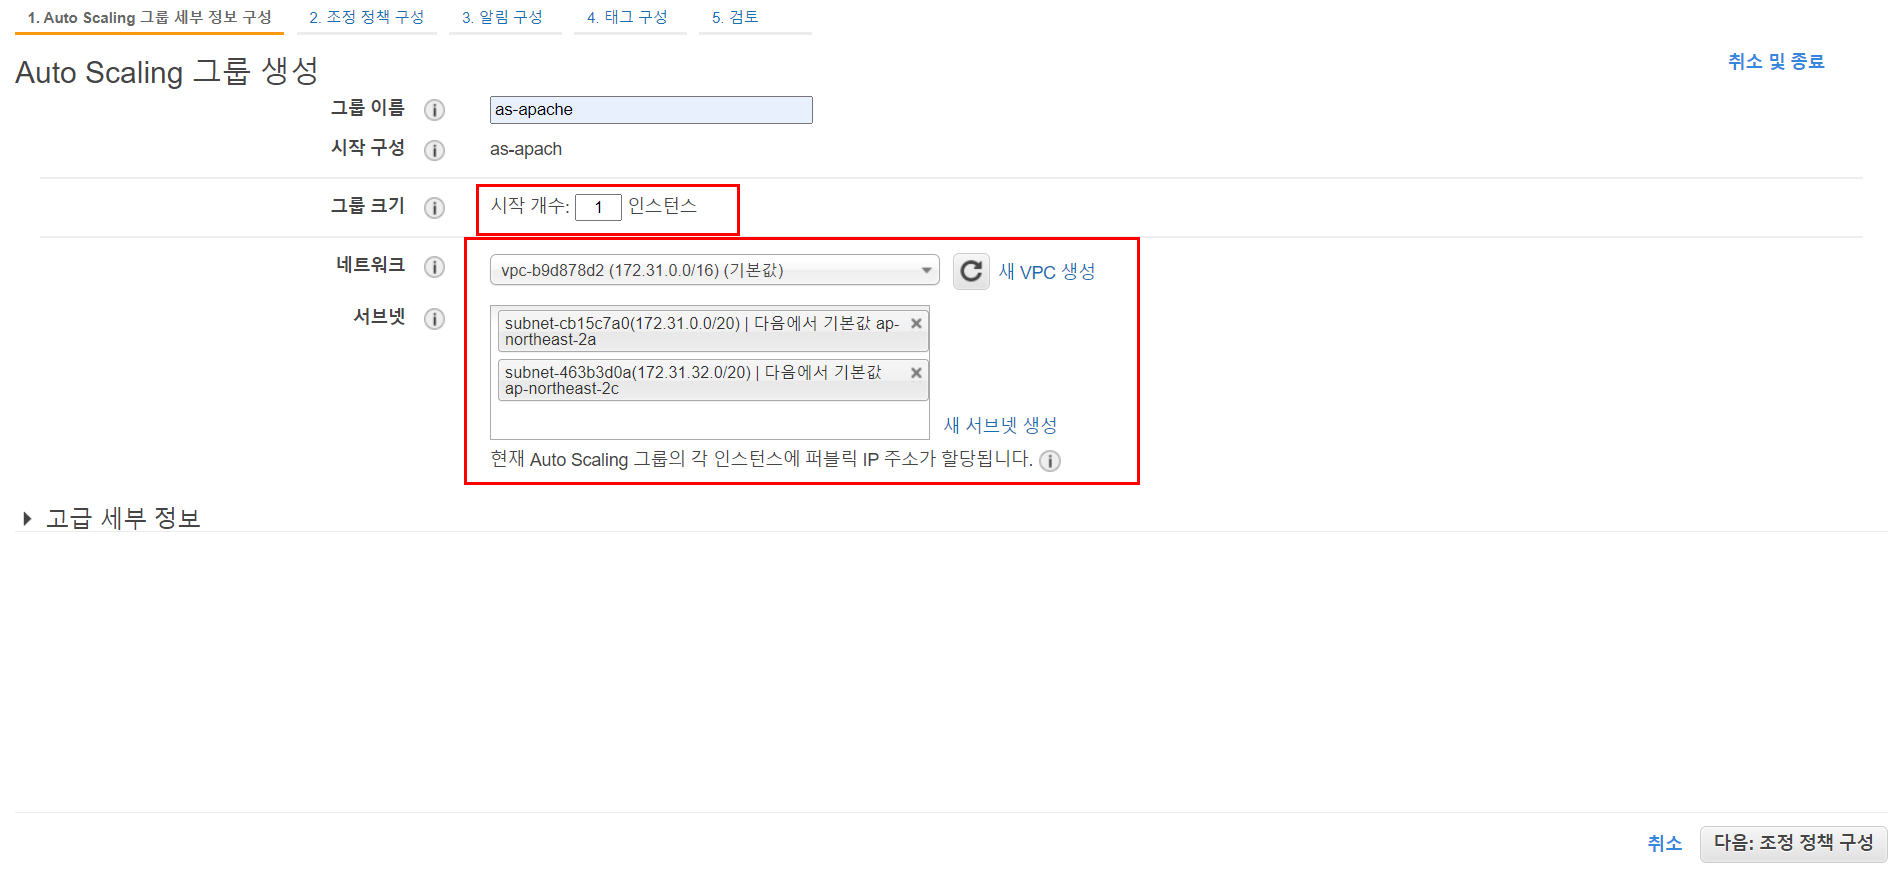 1. Auto Scaling 그룹 세부 정보 구성
2. 조정 정책 구성
3. 알림 구성
4. 태그 구성
5. 검토
Auto Scaling 그룹 생성
취소 및 종료
그룹 이름
as-apache
시작 구성
as-apach
그룹 크기
시작 개수: 1 인스턴스
네트워크
vpc-b9d878d2 (172.31.0.0/16) (기본값)
새 VPC 생성
서브넷
subnet-cb15c7a0(172.31.0.0/20) | 다음에서 기본값 ap-
northeast-2a
subnet-463b3d0a(172.31.32.0/20) | 다음에서 기본값
ap-northeast-2c
새 서브넷 생성
현재 Auto Scaling 그룹의 각 인스턴스에 퍼블릭 IP 주소가 할당됩니다.
고급 세부 정보
취소
다음: 조정 정책 구성